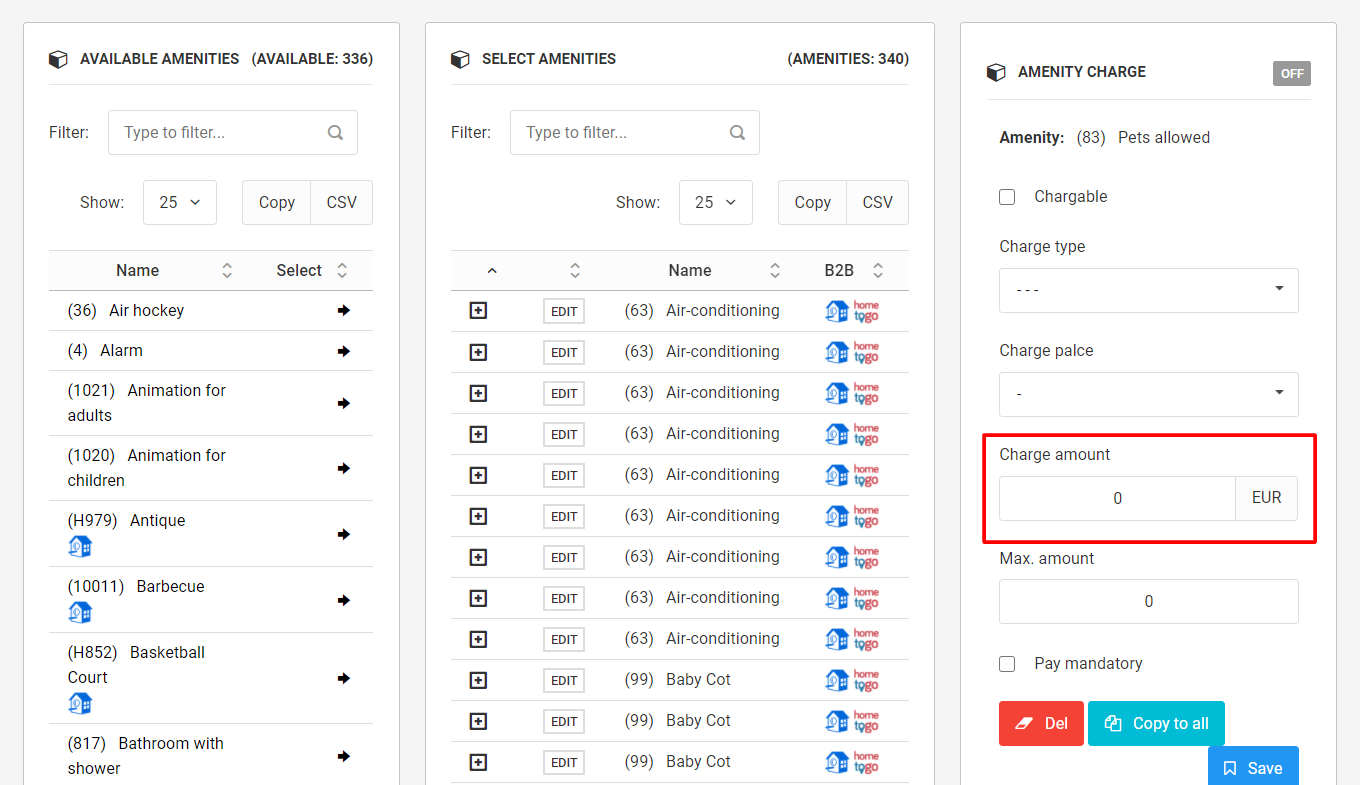 AVAILABLE AMENITIES (AVAILABLE: 336)
Filter: Type to filter...
Show: 25 Copy CSV
Name Select
(36) Air hockey
(4) Alarm
(1021) Animation for
adults
(1020) Animation for
children
(H979) Antique
(10011) Barbecue
(H852) Basketball
Court
(817) Bathroom with
shower
SELECT AMENITIES (AMENITIES: 340)
Filter: Type to filter...
Show: 25 Copy CSV
Name B2B
EDIT (63) Air-conditioning home togo
EDIT (63) Air-conditioning home togo
EDIT (63) Air-conditioning home togo
EDIT (63) Air-conditioning home togo
EDIT (63) Air-conditioning home togo
EDIT (63) Air-conditioning home togo
EDIT (63) Air-conditioning home togo
EDIT (63) Air-conditioning home togo
EDIT (63) Air-conditioning home togo
EDIT (99) Baby Cot home togo
EDIT (99) Baby Cot home togo
EDIT (99) Baby Cot home togo
AMENITY CHARGE OFF
Amenity: (83) Pets allowed
Chargable
Charge type
- - -
Charge palce
-
Charge amount
0 EUR
Max. amount
0
Pay mandatory
Del Copy to all
Save